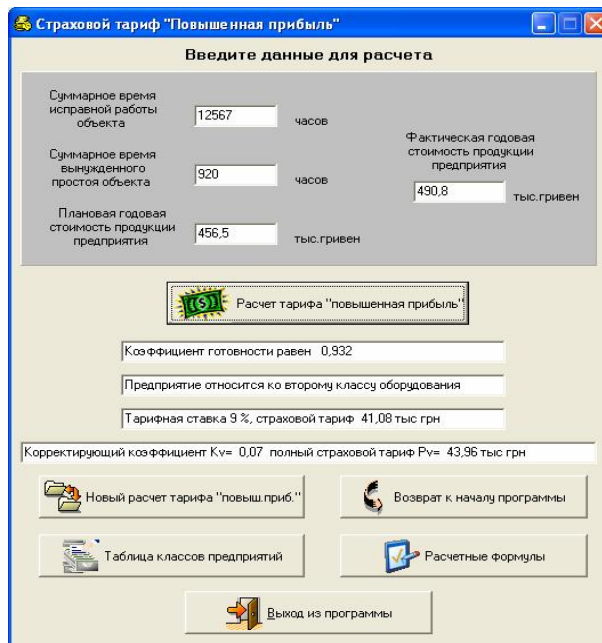 Страховой тариф "Повышенная прибыль"
Введите данные для расчета
Суммарное время
исправной работы
объекта
12567
часов
Суммарное время
вынужденного
простоя объекта
920
часов
Плановая годовая
стоимость продукции
предприятия
456,5
тыс.гривен
Фактическая годовая
стоимость продукции
предприятия
490,8
тыс.гривен
Расчет тарифа "повышенная прибыль"
Коэффициент готовности равен 0,932
Предприятие относится ко второму классу оборудования
Тарифная ставка 9 %, страховой тариф 41,08 тыс грн
Корректирующий коэффициент Kv= 0,07 полный страховой тариф Pv= 43,96 тыс грн
Новый расчет тарифа "повыш.приб."
Возврат к началу программы
Таблица классов предприятий
Расчетные формулы
Выход из программы